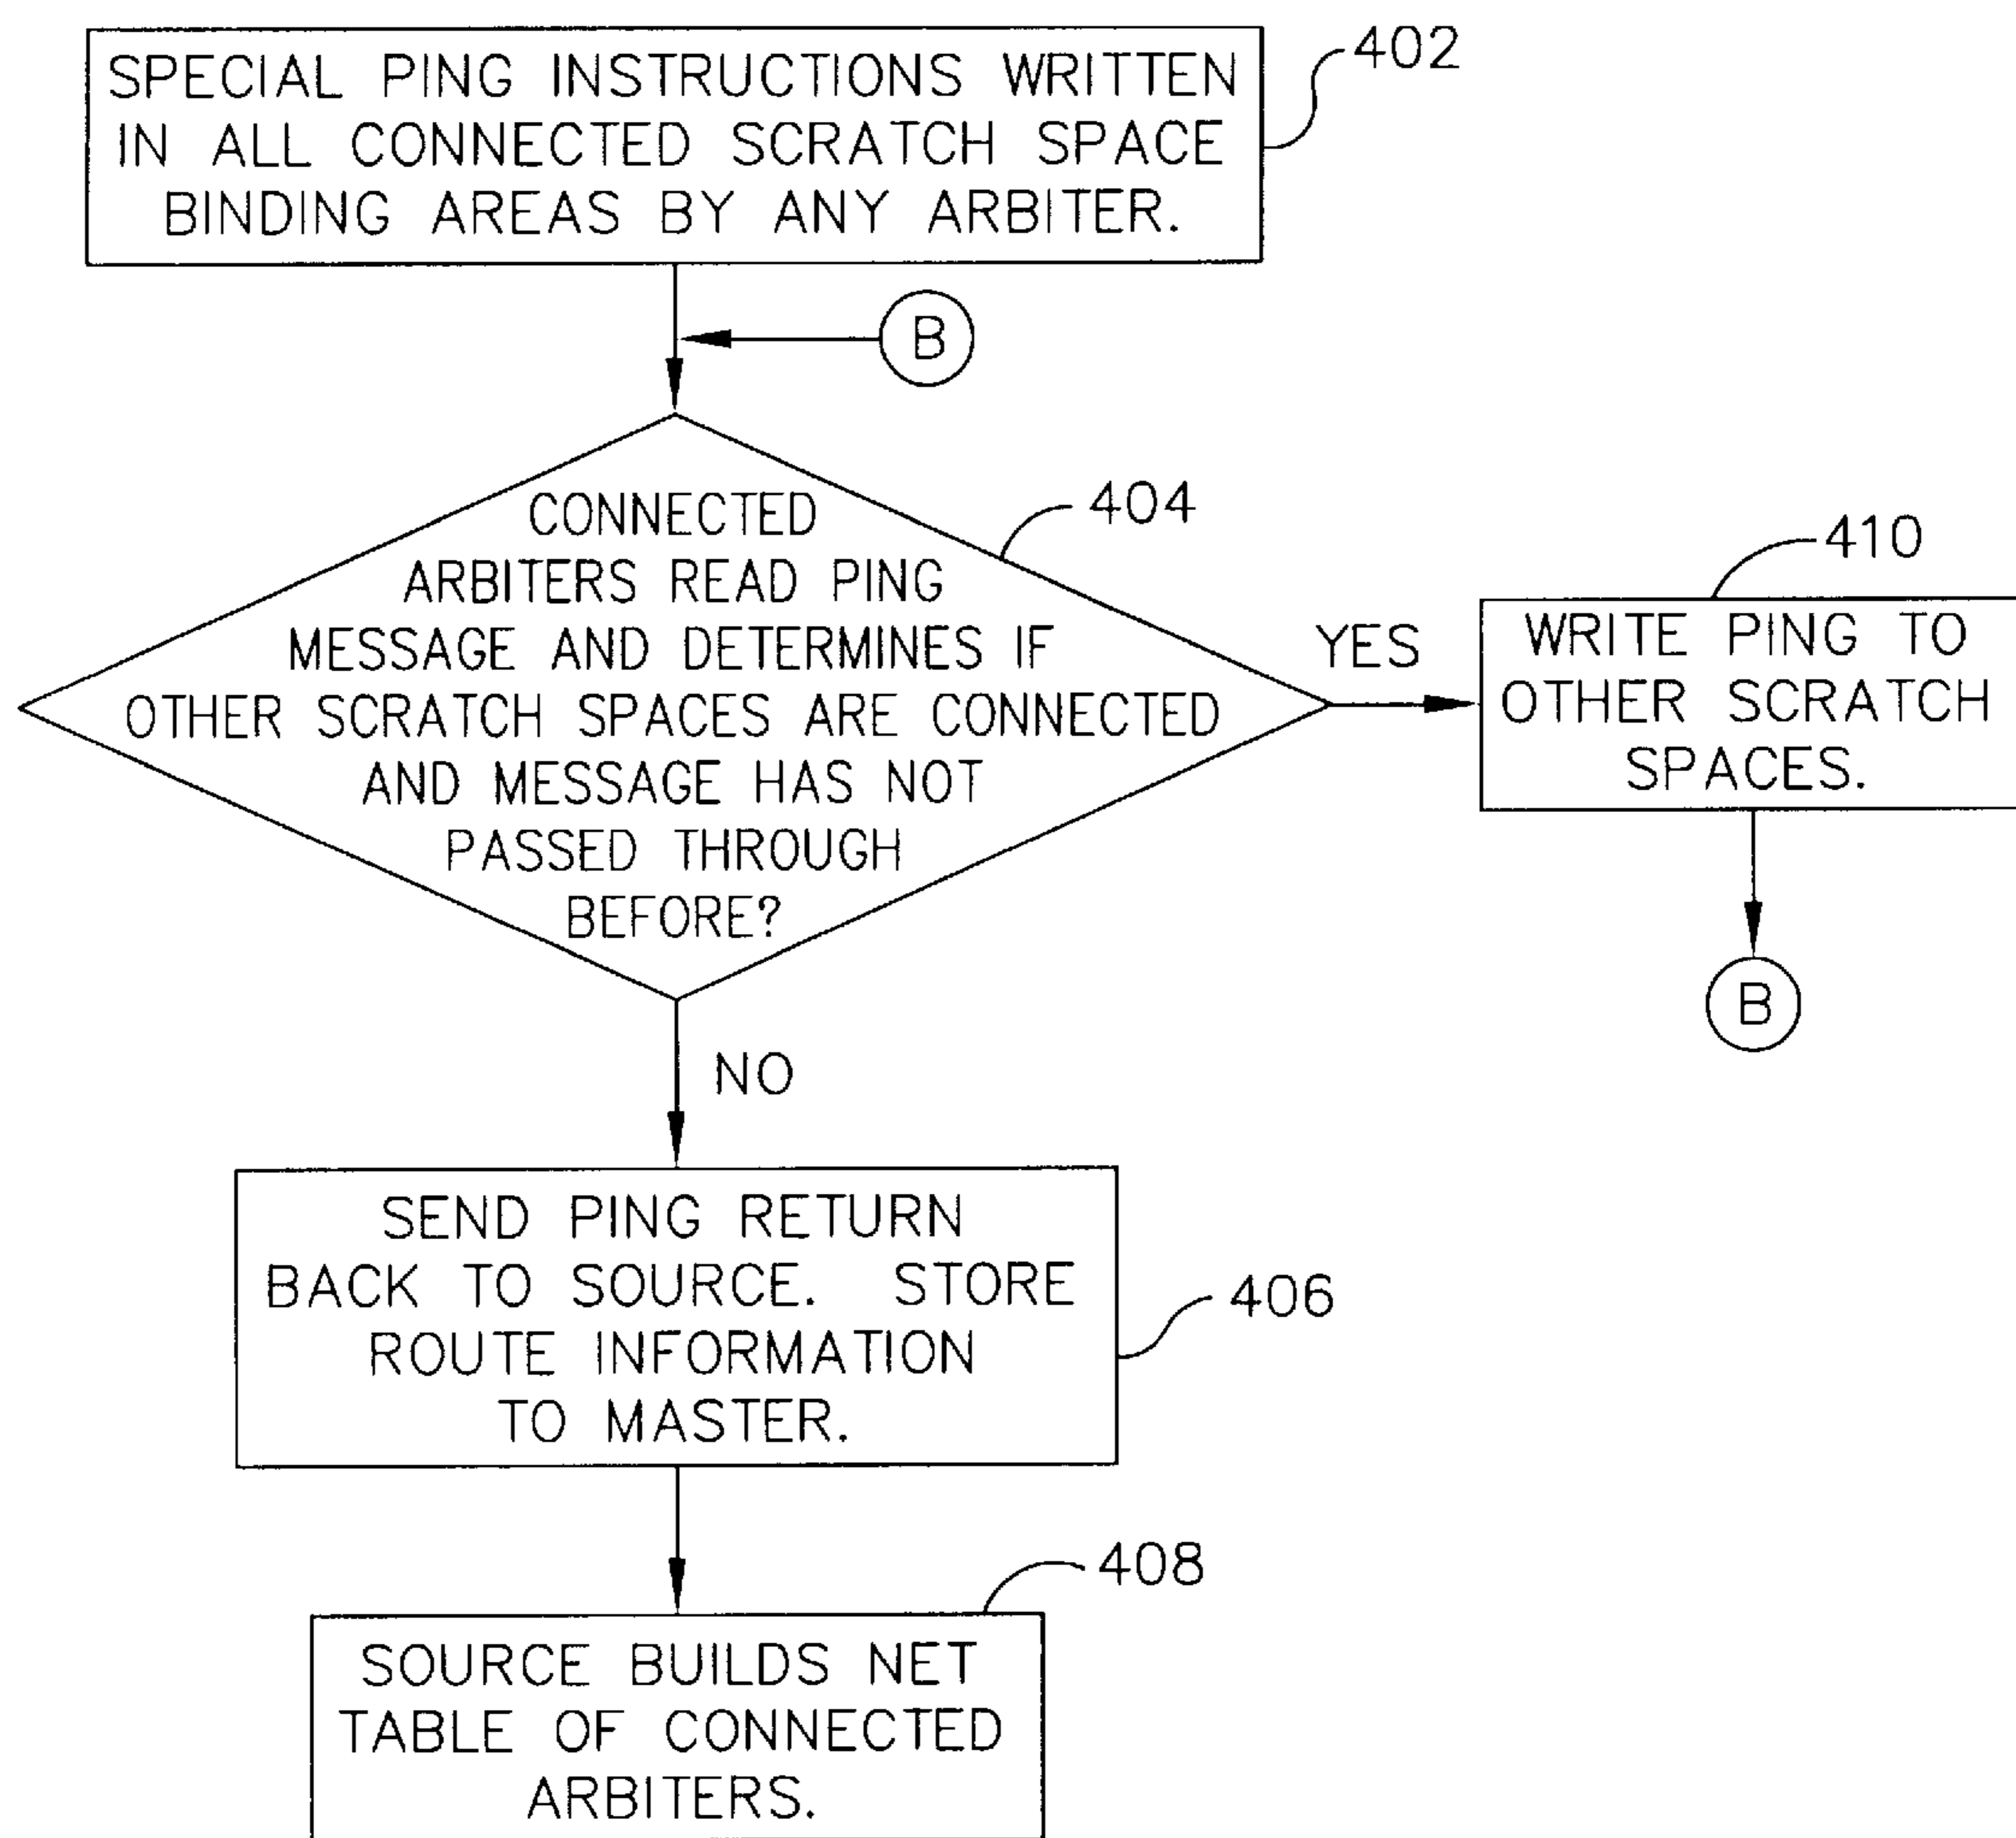 SPECIAL PING INSTRUCTIONS WRITTEN
IN ALL CONNECTED SCRATCH SPACE
BINDING AREAS BY ANY ARBITER.
402
B
CONNECTED
ARBITERS READ PING
MESSAGE AND DETERMINES IF
OTHER SCRATCH SPACES ARE CONNECTED
AND MESSAGE HAS NOT
PASSED THROUGH
BEFORE?
404
YES
410
WRITE PING TO
OTHER SCRATCH
SPACES.
B
NO
SEND PING RETURN
BACK TO SOURCE. STORE
ROUTE INFORMATION
TO MASTER.
406
408
SOURCE BUILDS NET
TABLE OF CONNECTED
ARBITERS.